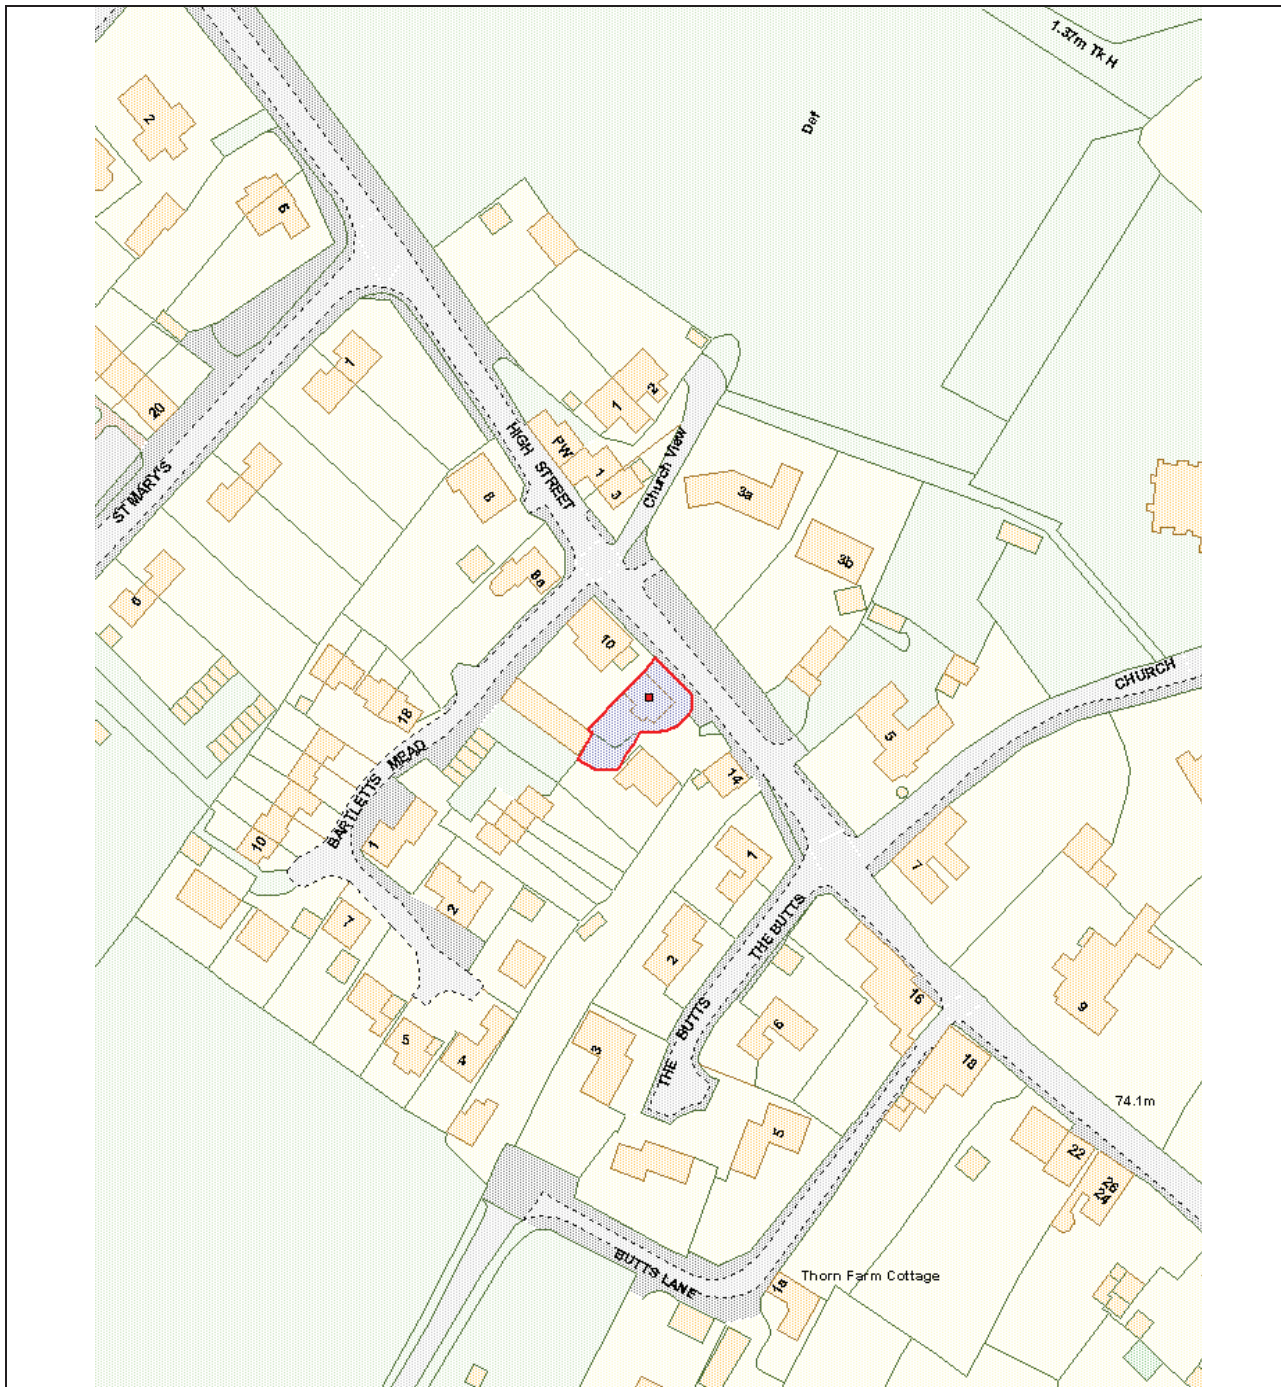 1.37m Tk H
Def
2
6
1
20
ST MARY'S
HIGH STREET
PW
1
3
1
2
Church View
8
8a
3a
3b
6
10
18
BARTLETTS MEAD
10
1
2
7
5
4
14
5
CHURCH
7
1
2
THE BUTTS
THE BUTTS
3
6
5
16
18
9
74.1m
22
26
24
BUTTS LANE
1a
Thorn Farm Cottage